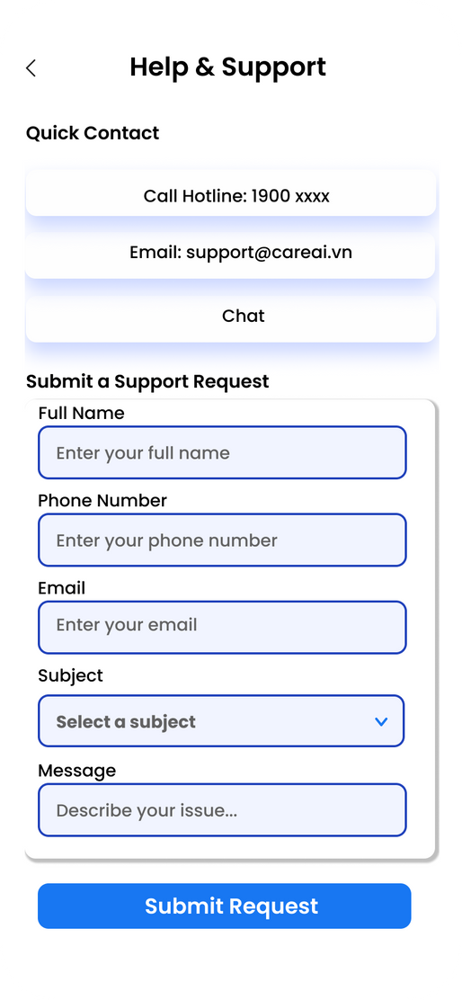 Help & Support
Quick Contact
Call Hotline: 1900 xxxx
Email: support@careai.vn
Chat
Submit a Support Request
Full Name
Enter your full name
Phone Number
Enter your phone number
Email
Enter your email
Subject
Select a subject
Message
Describe your issue...
Submit Request